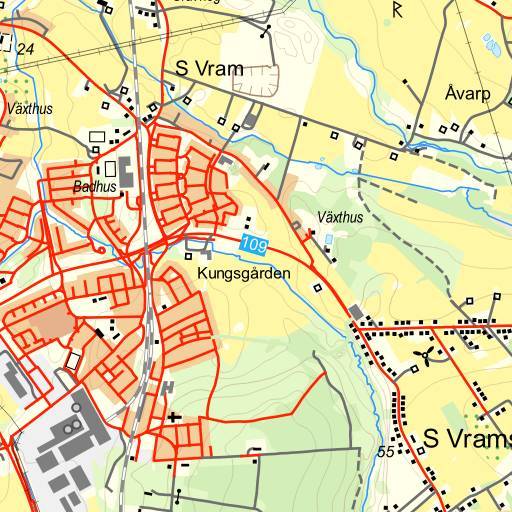 R
24
S Vram
Åvarp
Växthus
Badhus
Växthus
109
Kungsgården
S Vrams
55